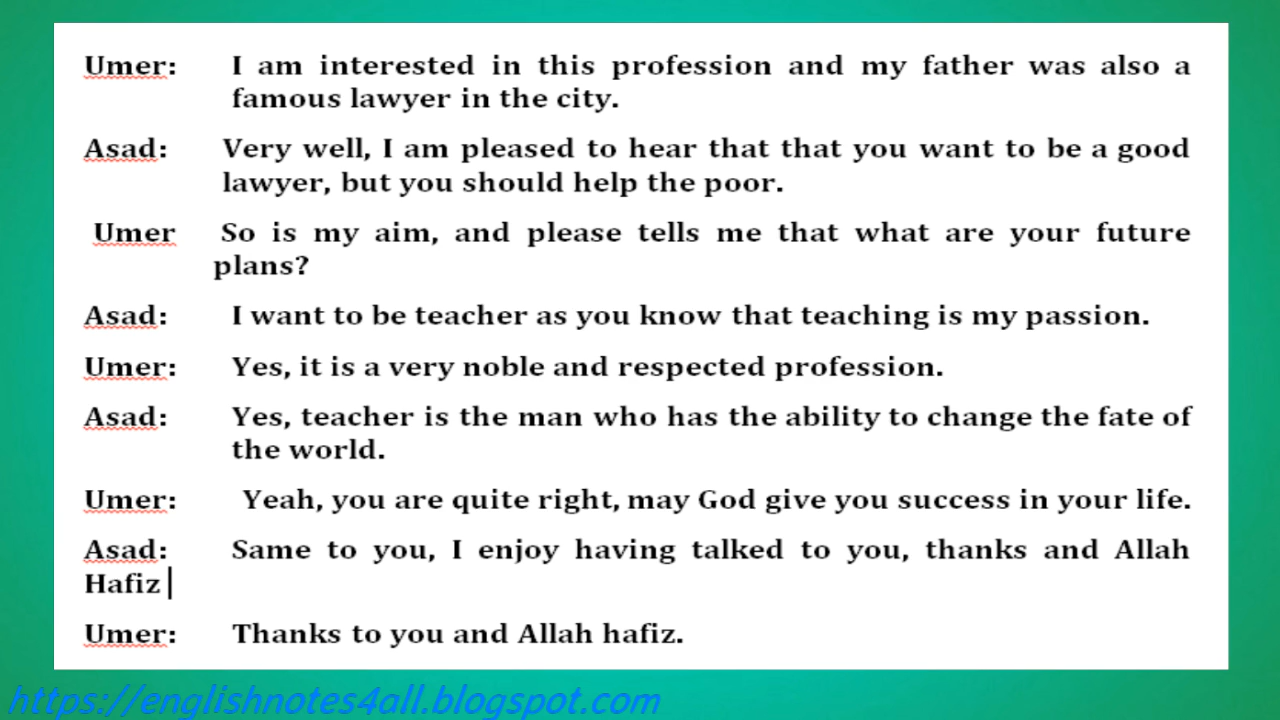 Umer: I am interested in this profession and my father was also a
famous lawyer in the city.
Asad: Very well, I am pleased to hear that that you want to be a good
lawyer, but you should help the poor.
Umer So is my aim, and please tells me that what are your future
plans?
Asad: I want to be teacher as you know that teaching is my passion.
Umer: Yes, it is a very noble and respected profession.
Asad: Yes, teacher is the man who has the ability to change the fate of
the world.
Umer: Yeah, you are quite right, may God give you success in your life.
Asad: Same to you, I enjoy having talked to you, thanks and Allah
Hafiz
Umer: Thanks to you and Allah hafiz.
https://englishnotes4all.blogspot.com